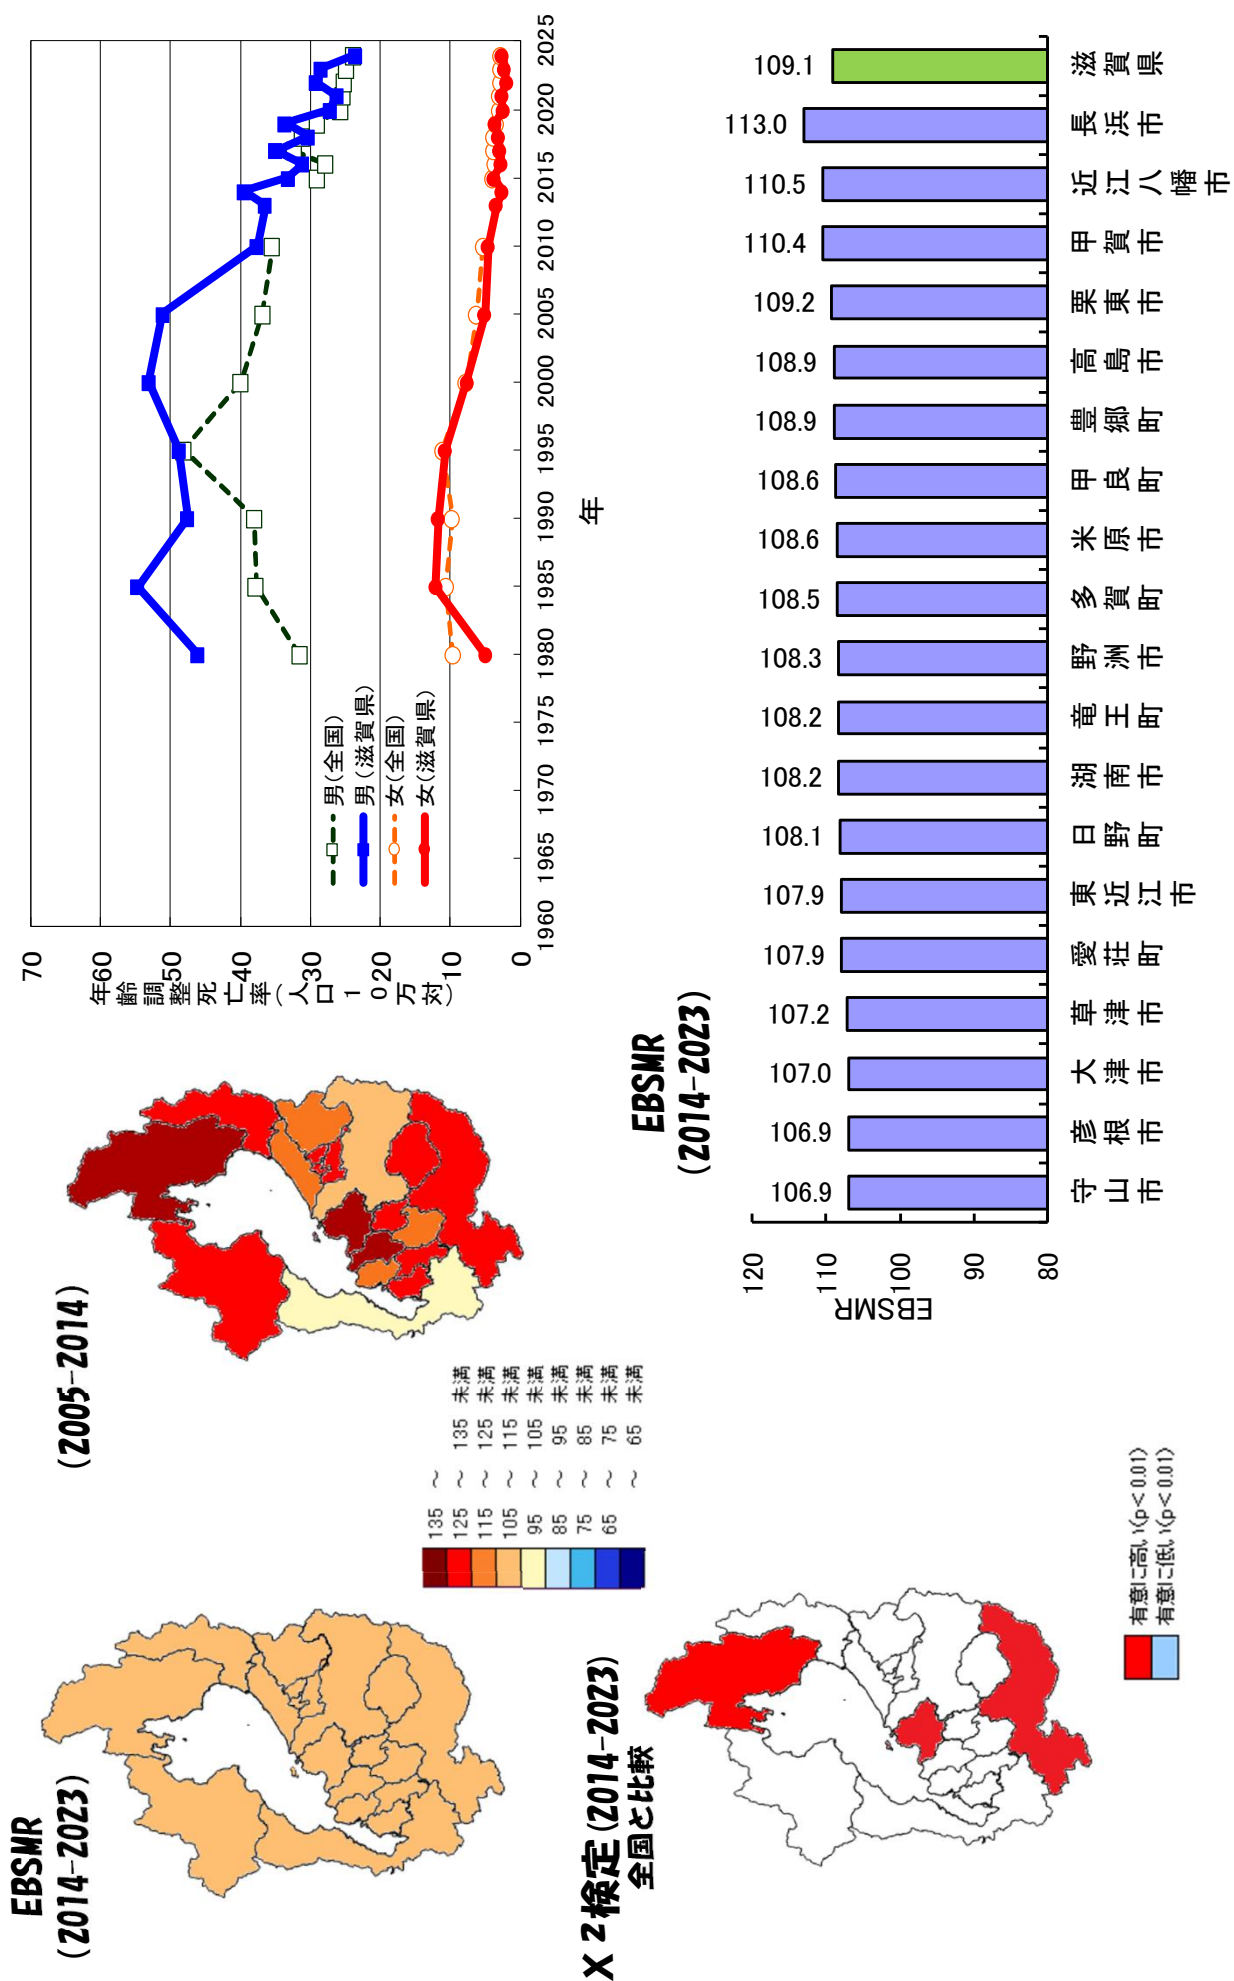 EBSMR
(2014-2023)
(2005-2014)
135 ～
125 ～ 135 未満
115 ～ 125 未満
105 ～ 115 未満
95 ～ 105 未満
85 ～ 95 未満
75 ～ 85 未満
65 ～ 75 未満
～ 65 未満
年齢調整死亡率(人口１０万対)
70
60
50
40
30
20
10
0
1960 1965 1970 1975 1980 1985 1990 1995 2000 2005 2010 2015 2020 2025
年
男(全国)
男(滋賀県)
女(全国)
女(滋賀県)
X²検定(2014-2023)
全国と比較
有意に高い(p<0.01)
有意に低い(p<0.01)
EBSMR
(2014-2023)
EBSMR
120
110
100
90
80
106.9 106.9 107.0 107.2 107.9 107.9 108.1 108.2 108.2 108.3 108.5 108.6 108.6 108.9 108.9 109.2 110.4 110.5 113.0 109.1
守山市 彦根市 大津市 草津市 愛荘町 東近江市 日野町 湖南市 竜王町 野洲市 多賀町 米原市 甲良町 豊郷町 高島市 栗東市 甲賀市 近江八幡市 長浜市 滋賀県